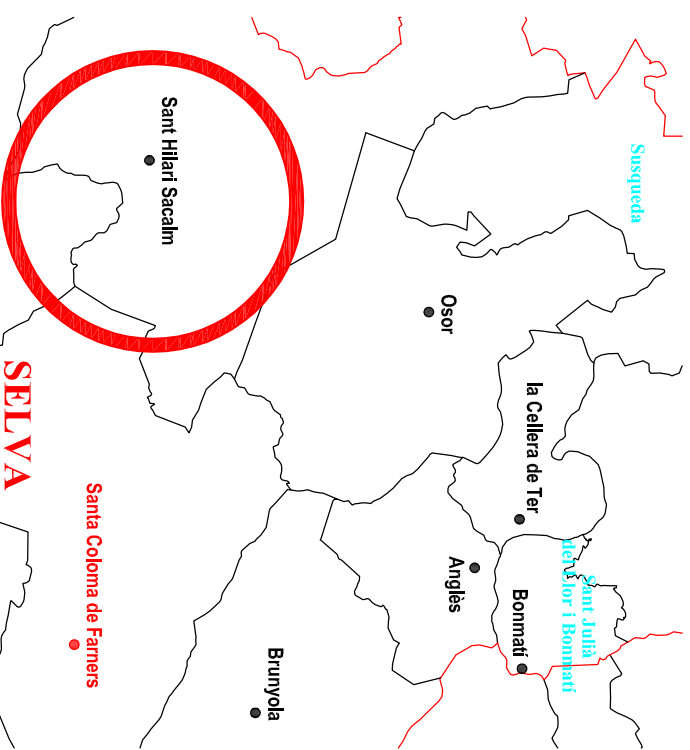 Susqueda
Sant Julià
del Llor i Bonmatí
la Cellera de Ter
Bonmatí
Anglès
Osor
Brunyola
Sant Hilari Sacalm
Santa Coloma de Farners
SELVA